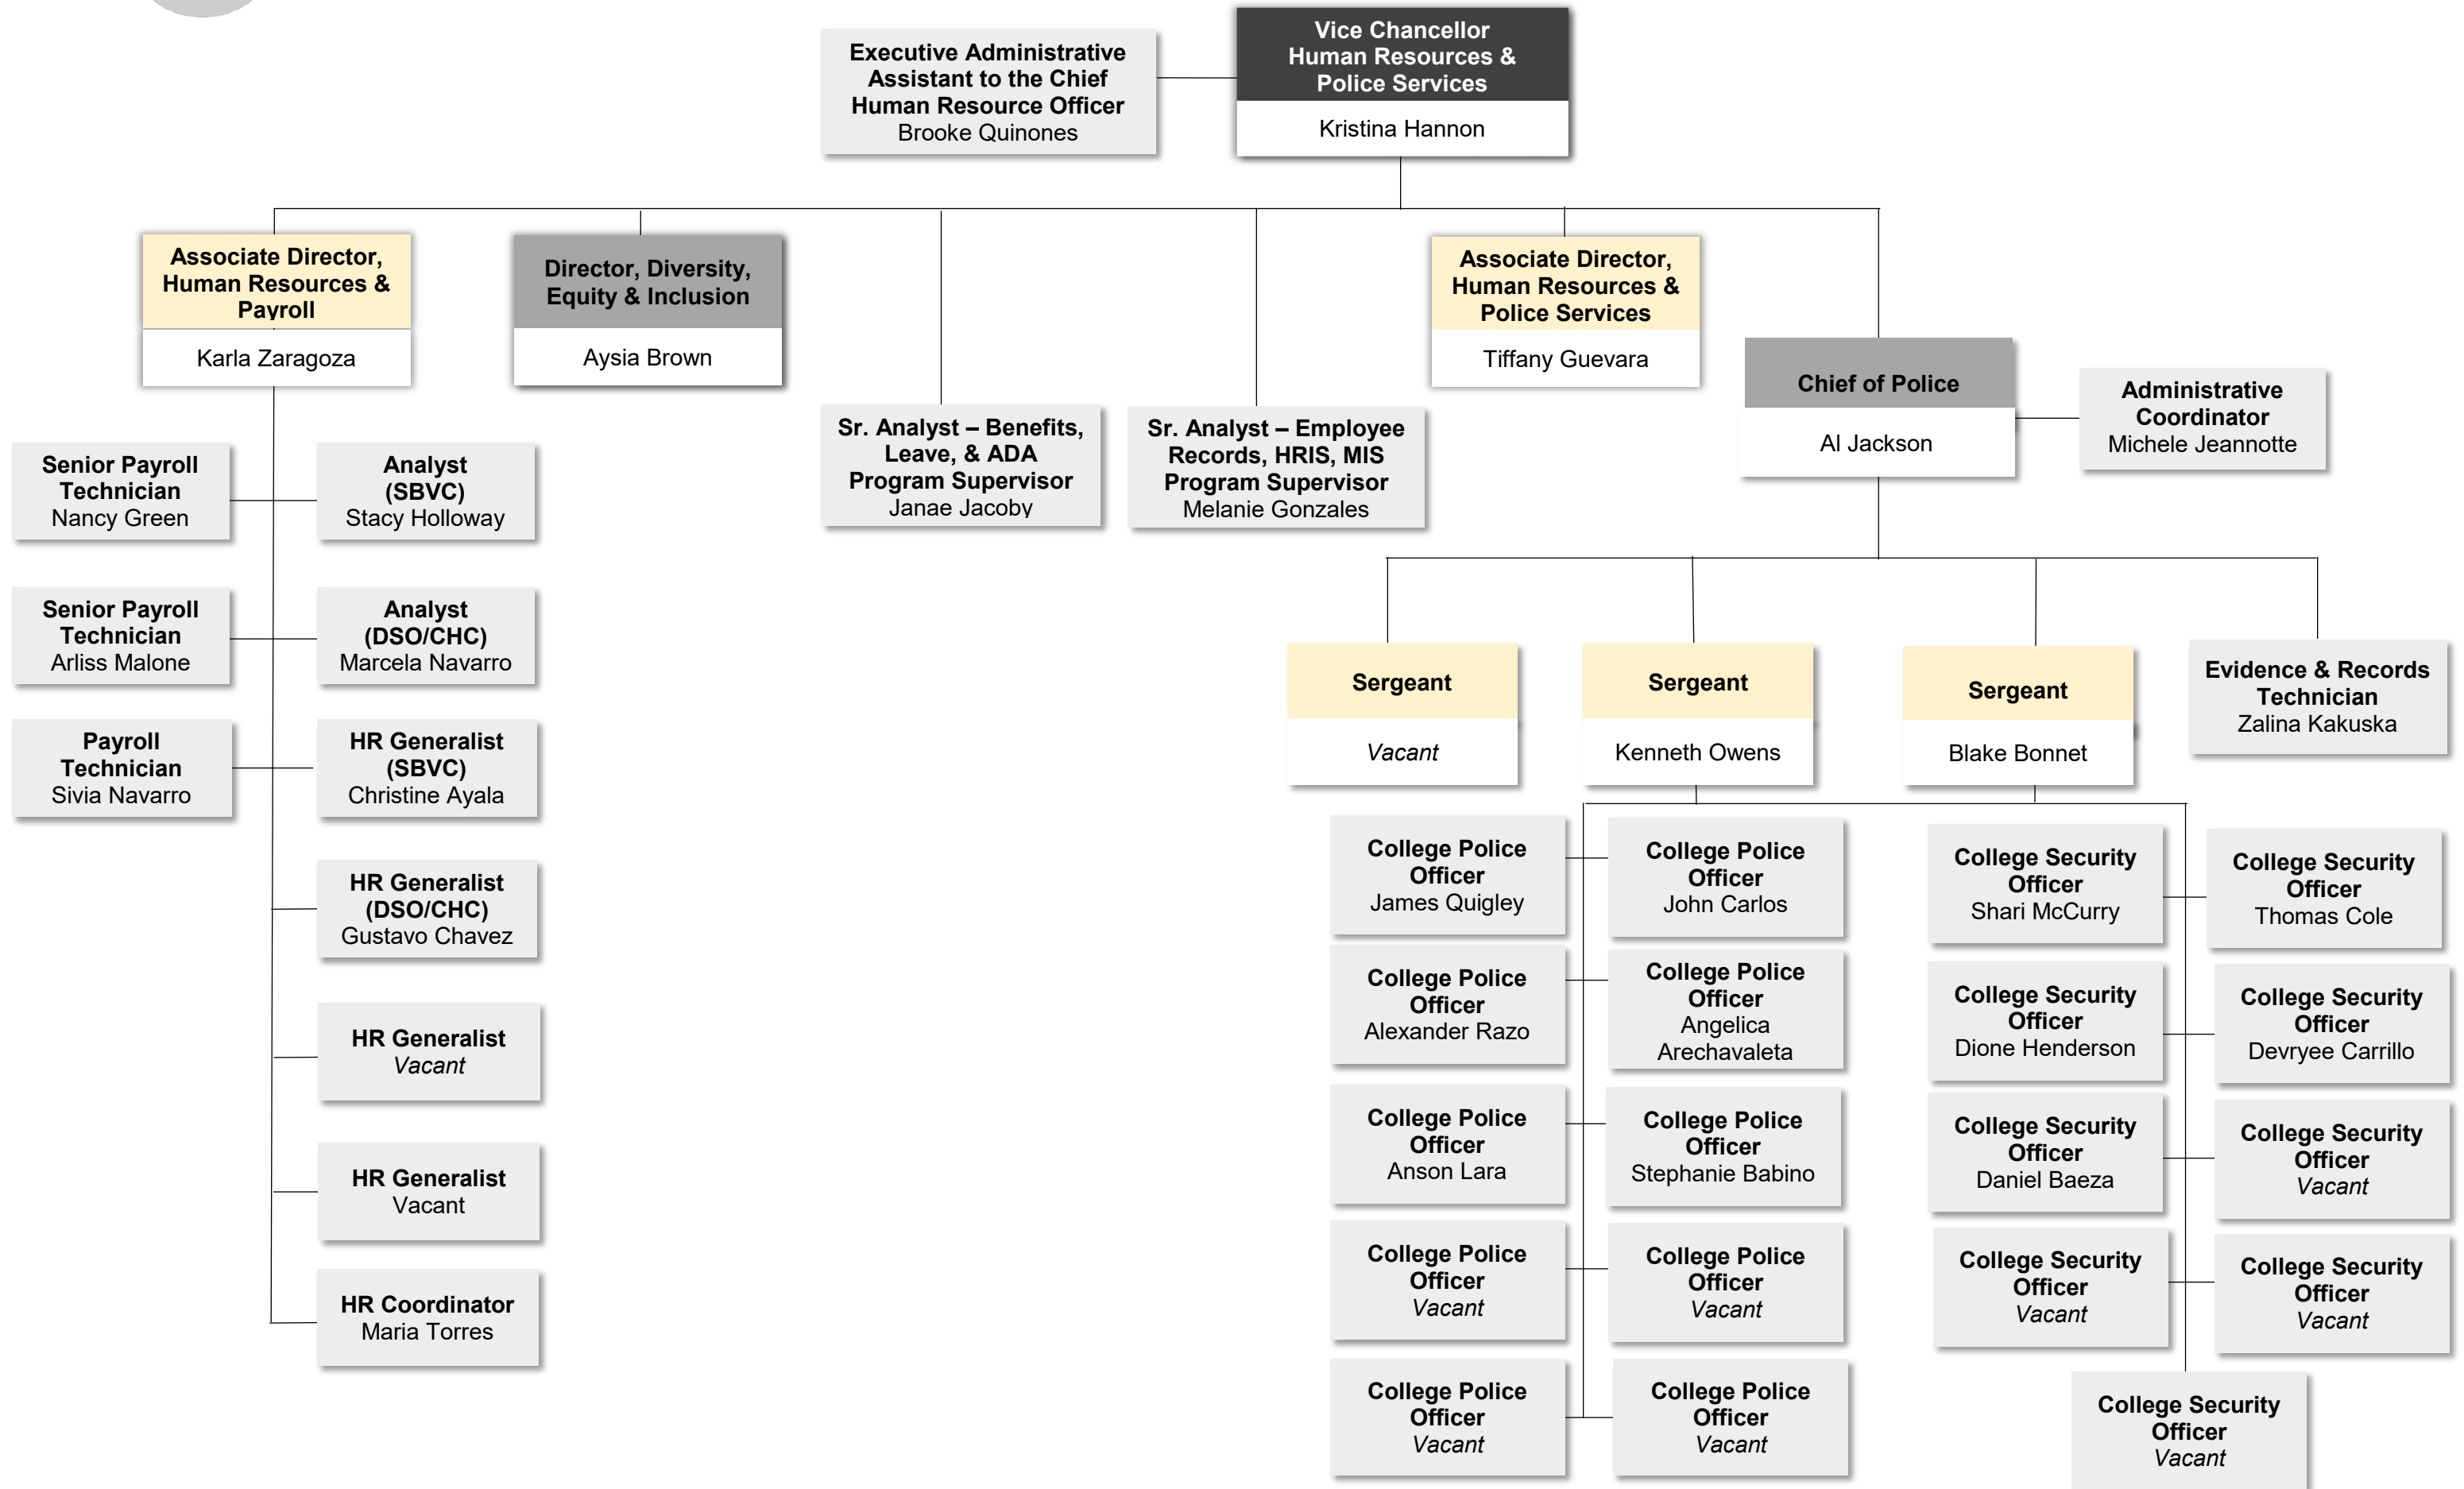 Executive Administrative
Assistant to the Chief
Human Resource Officer
Brooke Quinones
Vice Chancellor
Human Resources &
Police Services
Kristina Hannon
Associate Director,
Human Resources &
Payroll
Karla Zaragoza
Director, Diversity,
Equity & Inclusion
Aysia Brown
Sr. Analyst – Benefits,
Leave, & ADA
Program Supervisor
Janae Jacoby
Sr. Analyst – Employee
Records, HRIS, MIS
Program Supervisor
Melanie Gonzales
Associate Director,
Human Resources &
Police Services
Tiffany Guevara
Chief of Police
Al Jackson
Administrative
Coordinator
Michele Jeannotte
Senior Payroll
Technician
Nancy Green
Analyst
(SBVC)
Stacy Holloway
Senior Payroll
Technician
Arliss Malone
Analyst
(DSO/CHC)
Marcela Navarro
Payroll
Technician
Sivia Navarro
HR Generalist
(SBVC)
Christine Ayala
HR Generalist
(DSO/CHC)
Gustavo Chavez
HR Generalist
Vacant
HR Generalist
Vacant
HR Coordinator
Maria Torres
Sergeant
Vacant
Sergeant
Kenneth Owens
Sergeant
Blake Bonnet
Evidence & Records
Technician
Zalina Kakuska
College Police
Officer
James Quigley
College Police
Officer
John Carlos
College Police
Officer
Alexander Razo
College Police
Officer
Angelica
Arechavaleta
College Police
Officer
Anson Lara
College Police
Officer
Stephanie Babino
College Police
Officer
Vacant
College Police
Officer
Vacant
College Police
Officer
Vacant
College Police
Officer
Vacant
College Security
Officer
Shari McCurry
College Security
Officer
Thomas Cole
College Security
Officer
Dione Henderson
College Security
Officer
Devryee Carrillo
College Security
Officer
Daniel Baeza
College Security
Officer
Vacant
College Security
Officer
Vacant
College Security
Officer
Vacant
College Security
Officer
Vacant